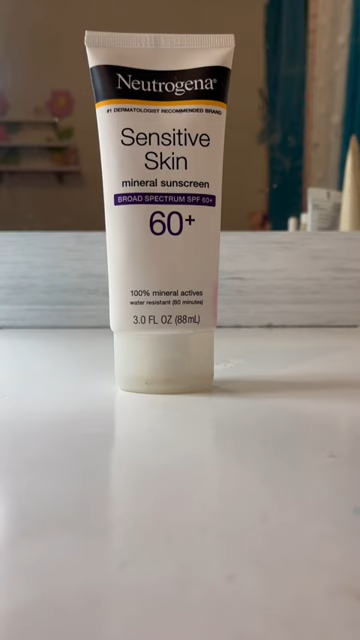 Neutrogena®
#1 DERMATOLOGIST RECOMMENDED BRAND
Sensitive
Skin
mineral sunscreen
BROAD SPECTRUM SPF 60+
60+
100% mineral actives
water resistant (80 minutes)
3.0 FL OZ (88mL)